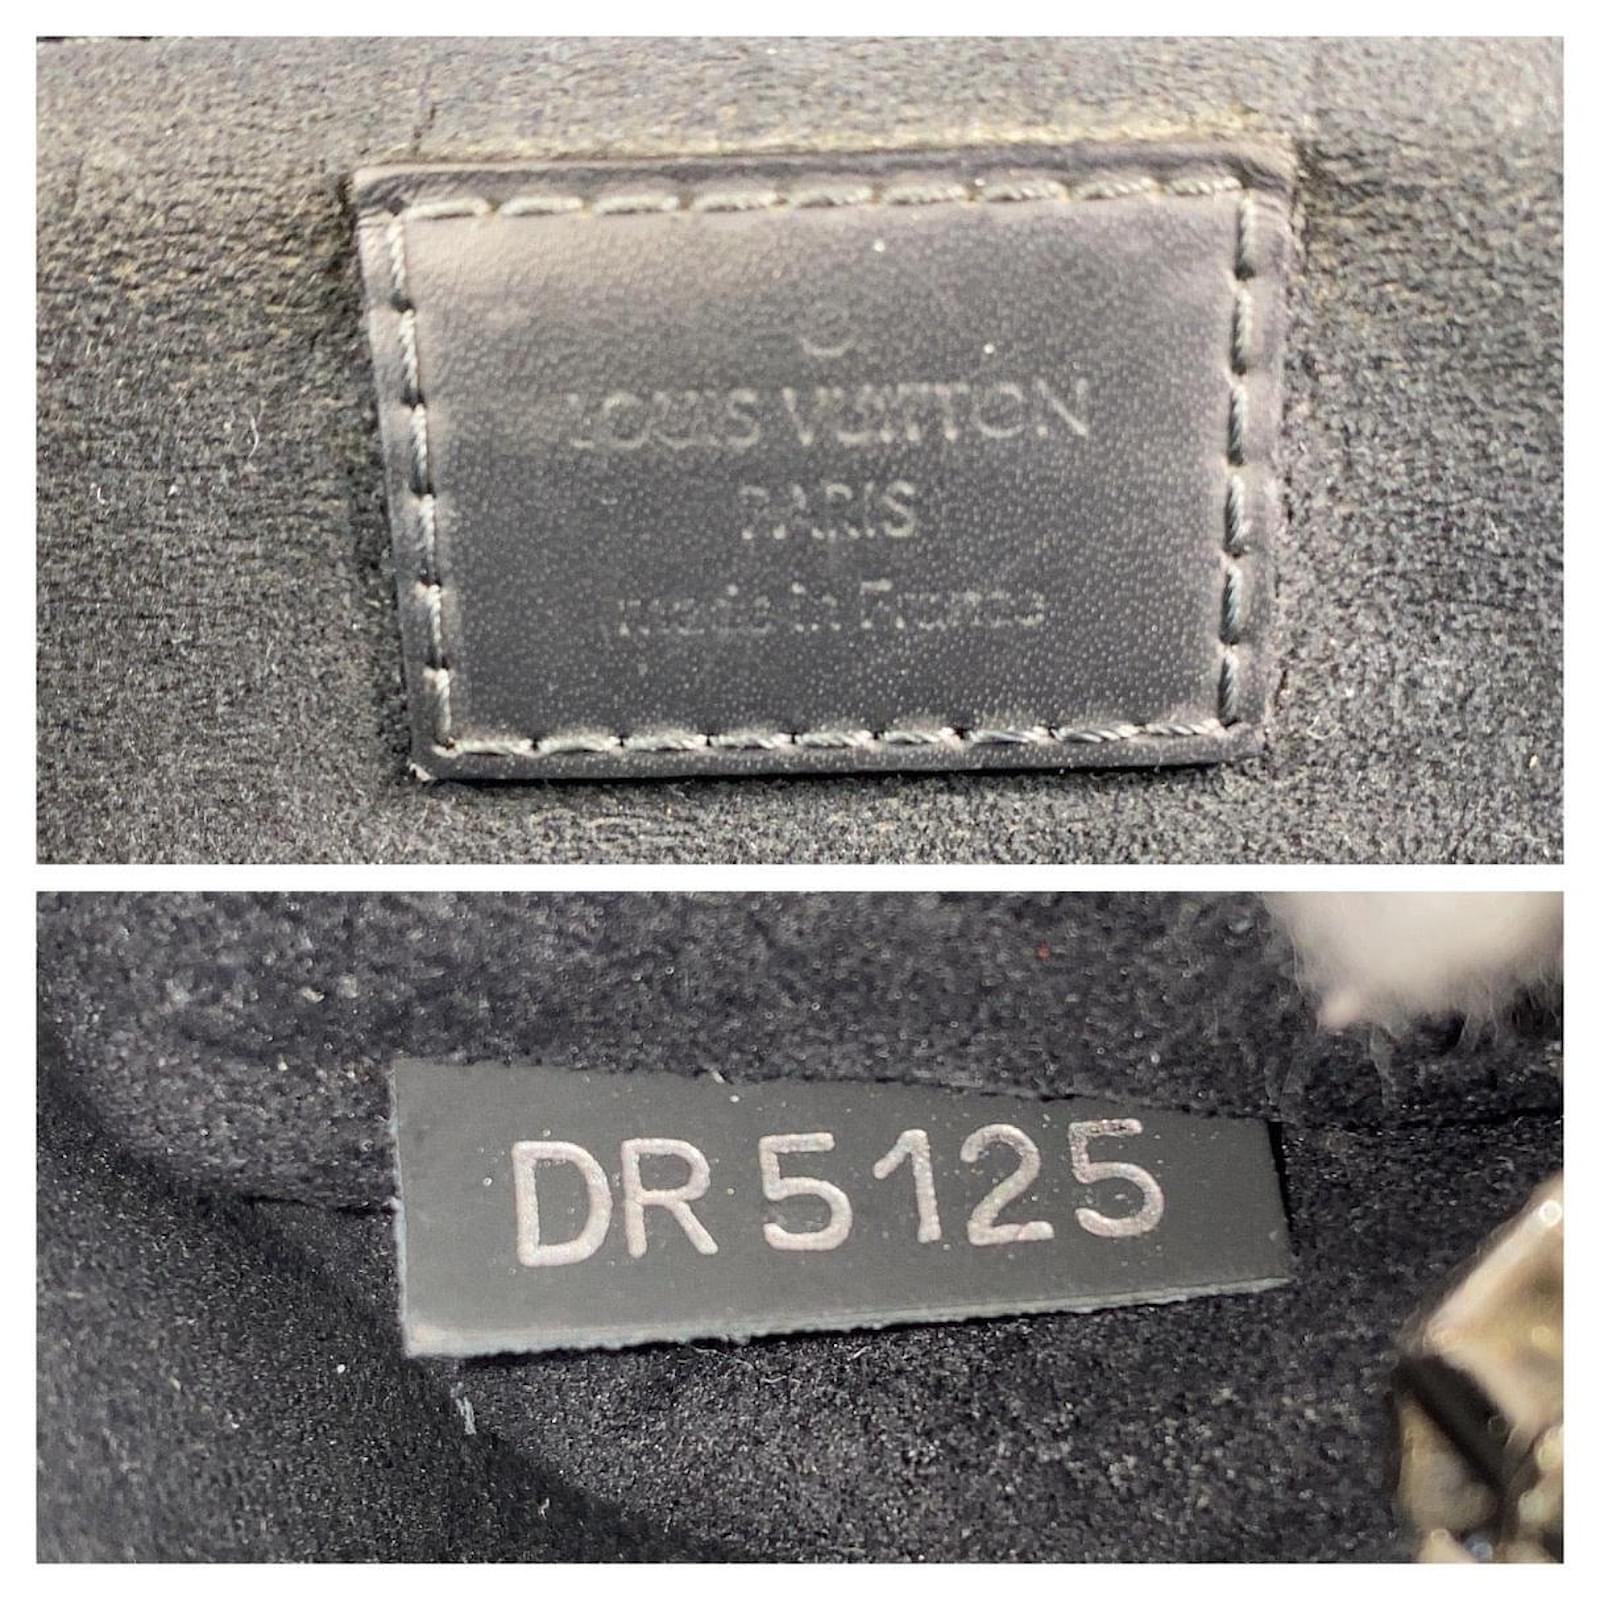 ®
LOUIS VUITTON
PARIS
made in France
DR 5125